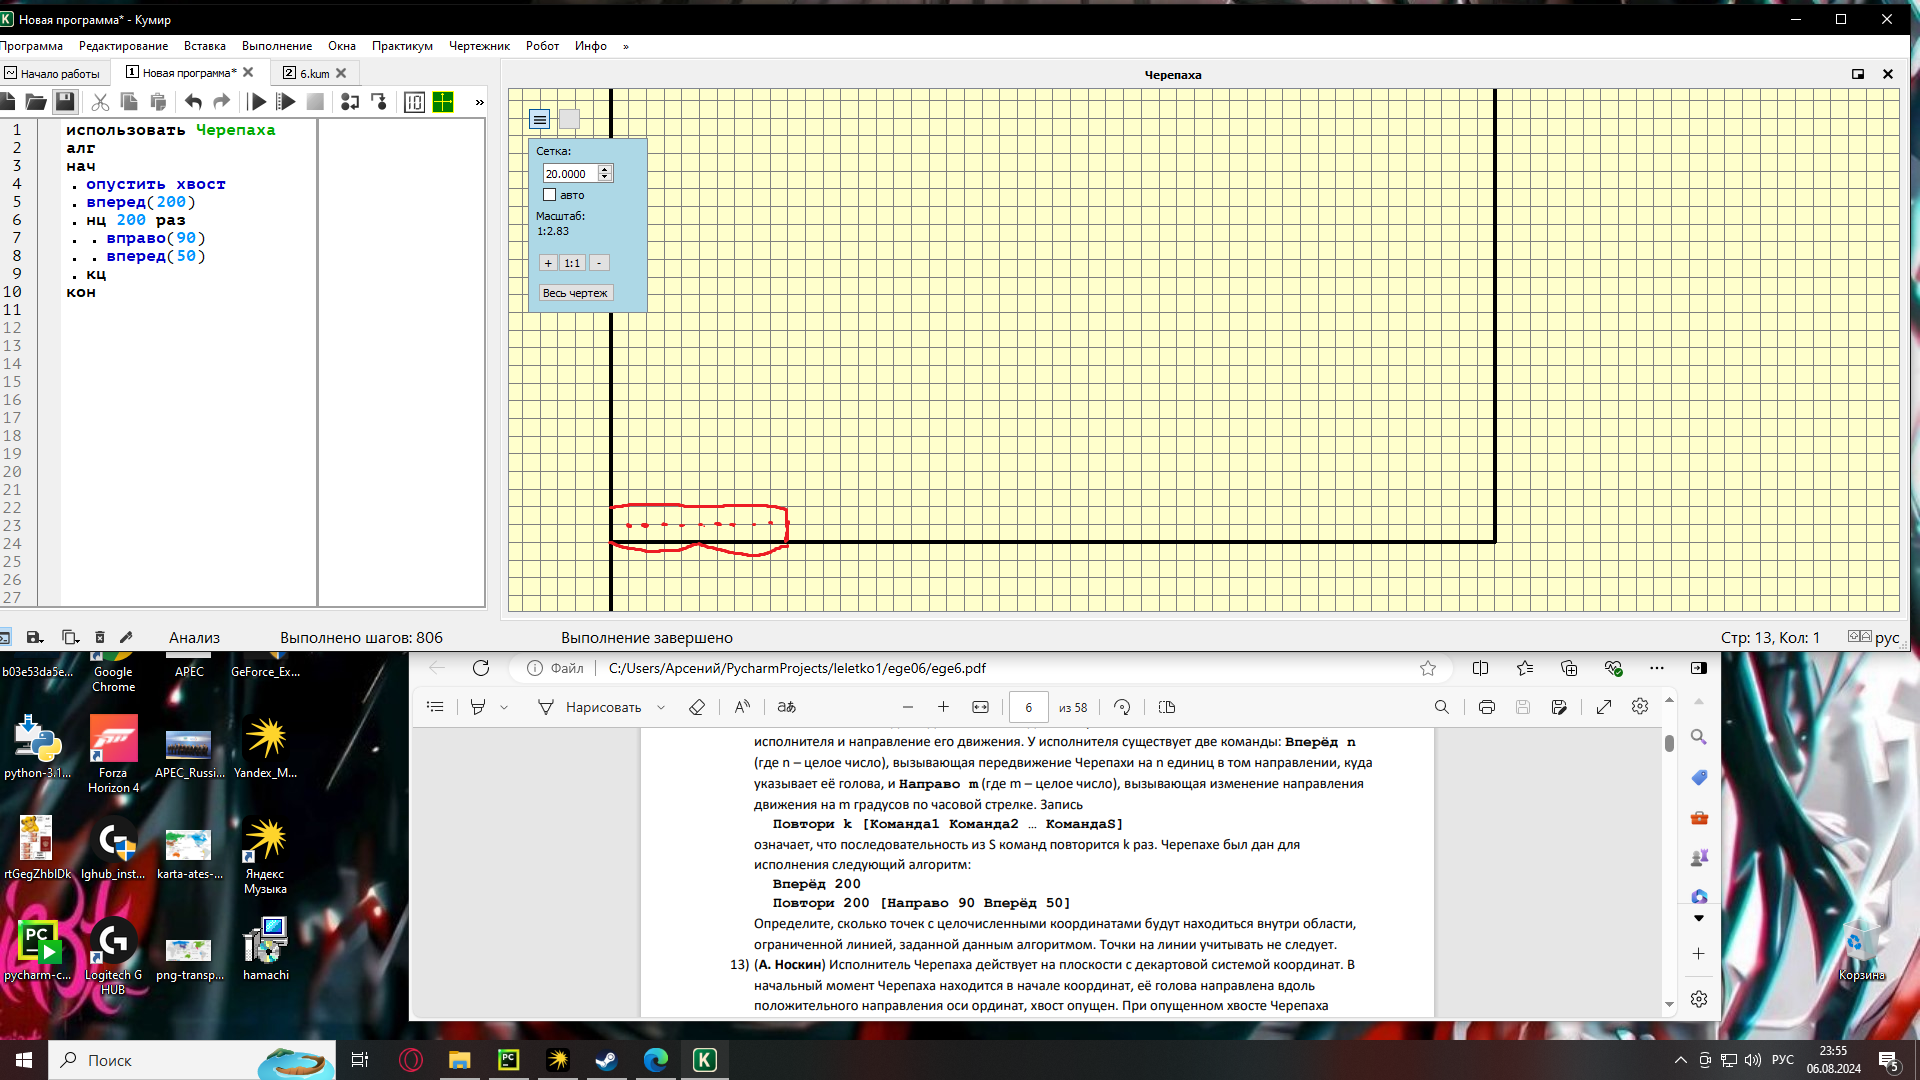 Новая программа* - Кумир
Программа Редактирование Вставка Выполнение Окна Практикум Чертежник Робот Инфо »
Начало работы 1 Новая программа* 2 6.kum
Черепаха
»
1 использовать Черепаха
2 алг
3 нач
4 . опустить хвост
5 . вперед(200)
6 . нц 200 раз
7 . . вправо(90)
8 . . вперед(50)
9 . кц
10 кон
11
12
13
14
15
16
17
18
19
20
21
22
23
24
25
26
27
Сетка:
20.0000
авто
Масштаб:
1:2.83
+ 1:1 -
Весь чертеж
Анализ Выполнено шагов: 806 Выполнение завершено Стр: 13, Кол: 1 рус
b03e53da5e...
Google Chrome
APEC
GeForce_Ex...
python-3.1...
Forza Horizon 4
APEC_Russi...
Yandex_M...
rtGegZhbIDk
lghub_inst...
karta-ates-...
Яндекс Музыка
pycharm-c...
Logitech G HUB
png-transp...
hamachi
Файл C:/Users/Арсений/PycharmProjects/leletko1/ege06/ege6.pdf
Нарисовать аあ 6 из 58
исполнителя и направление его движения. У исполнителя существует две команды: Вперёд n
(где n – целое число), вызывающая передвижение Черепахи на n единиц в том направлении, куда
указывает её голова, и Направо m (где m – целое число), вызывающая изменение направления
движения на m градусов по часовой стрелке. Запись
Повтори k [Команда1 Команда2 … КомандаS]
означает, что последовательность из S команд повторится k раз. Черепахе был дан для
исполнения следующий алгоритм:
Вперёд 200
Повтори 200 [Направо 90 Вперёд 50]
Определите, сколько точек с целочисленными координатами будут находиться внутри области,
ограниченной линией, заданной данным алгоритмом. Точки на линии учитывать не следует.
13) (А. Носкин) Исполнитель Черепаха действует на плоскости с декартовой системой координат. В
начальный момент Черепаха находится в начале координат, её голова направлена вдоль
положительного направления оси ординат, хвост опущен. При опущенном хвосте Черепаха
Корзина
Поиск
РУС
23:55
06.08.2024
5